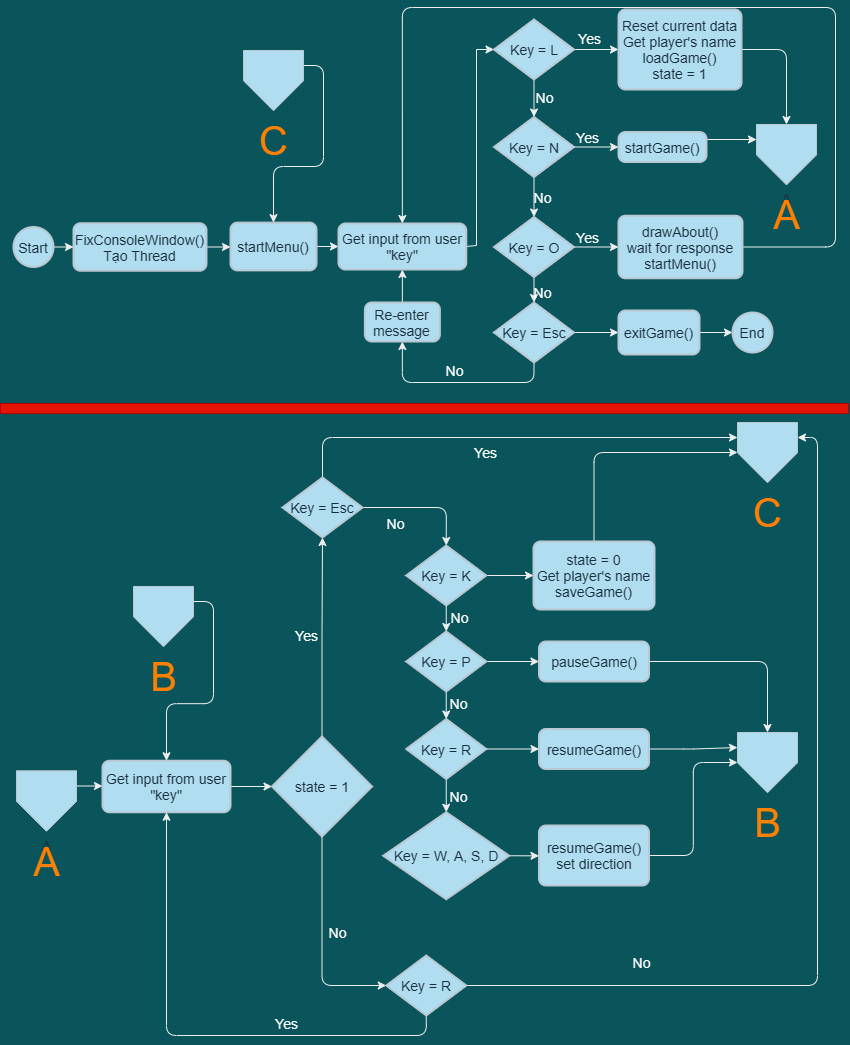 Reset current data
Get player's name
loadGame()
state = 1
Key = L
Yes
No
C
Key = N
Yes
startGame()
No
A
Start
FixConsoleWindow()
Tạo Thread
startMenu()
Get input from user
"key"
Key = O
Yes
drawAbout()
wait for response
startMenu()
No
Re-enter
message
Key = Esc
exitGame()
End
No
Yes
C
Key = Esc
No
Key = K
state = 0
Get player's name
saveGame()
No
Yes
B
Key = P
pauseGame()
No
Key = R
resumeGame()
Get input from user
"key"
state = 1
No
B
A
Key = W, A, S, D
resumeGame()
set direction
No
No
Key = R
Yes